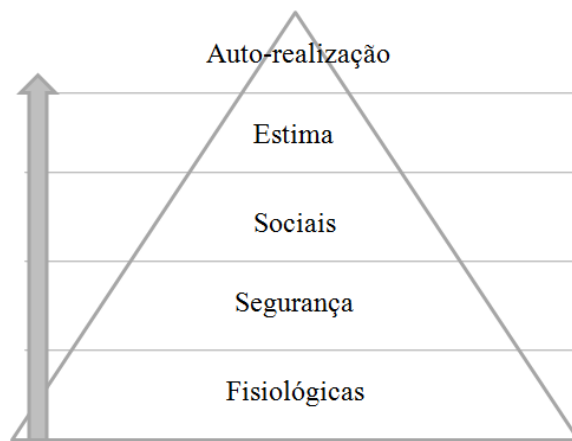 Auto-realização
Estima
Sociais
Segurança
Fisiológicas